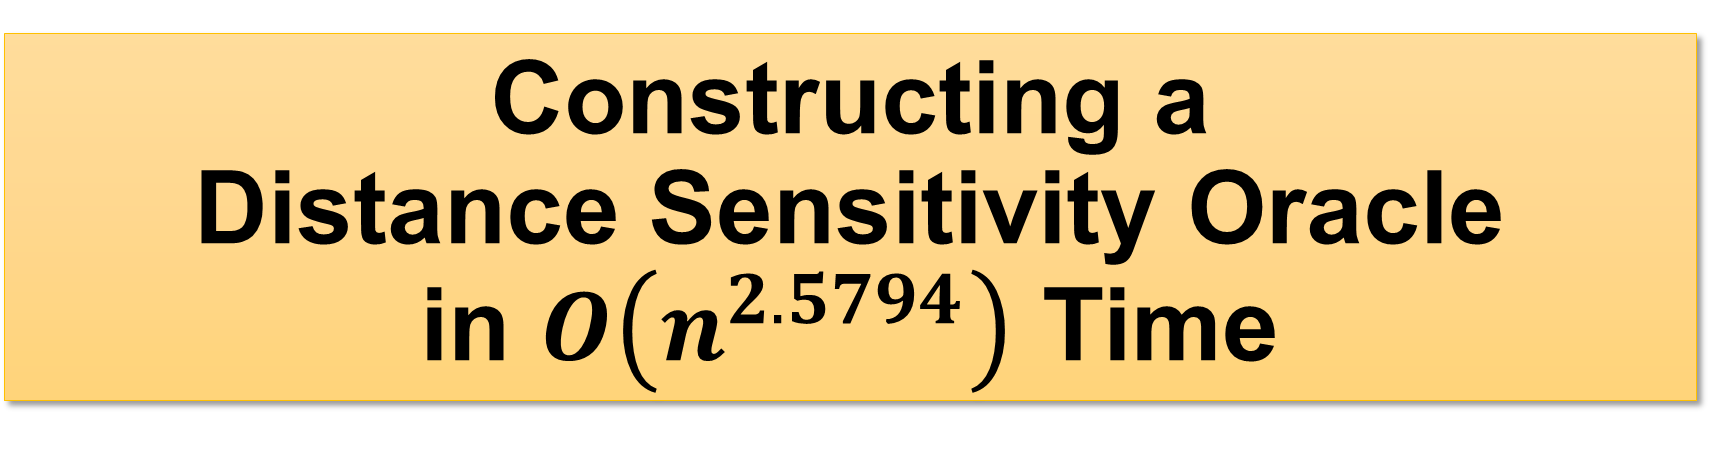 Constructing a
Distance Sensitivity Oracle
in O(n^2.5794) Time